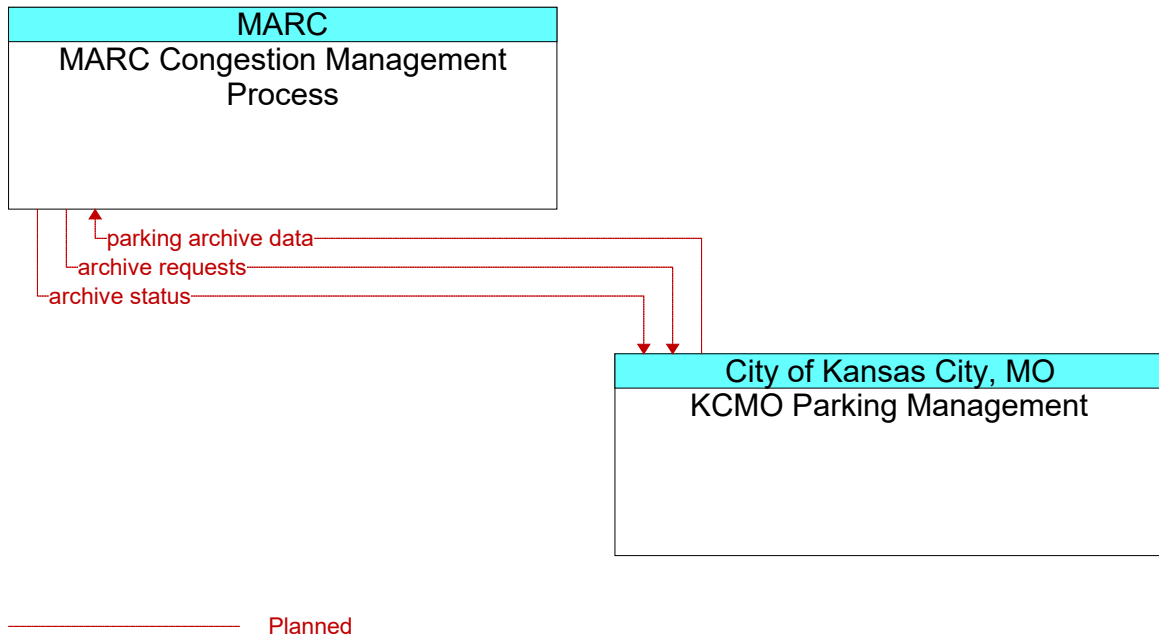 MARC
MARC Congestion Management
Process
parking archive data
archive requests
archive status
City of Kansas City, MO
KCMO Parking Management
Planned